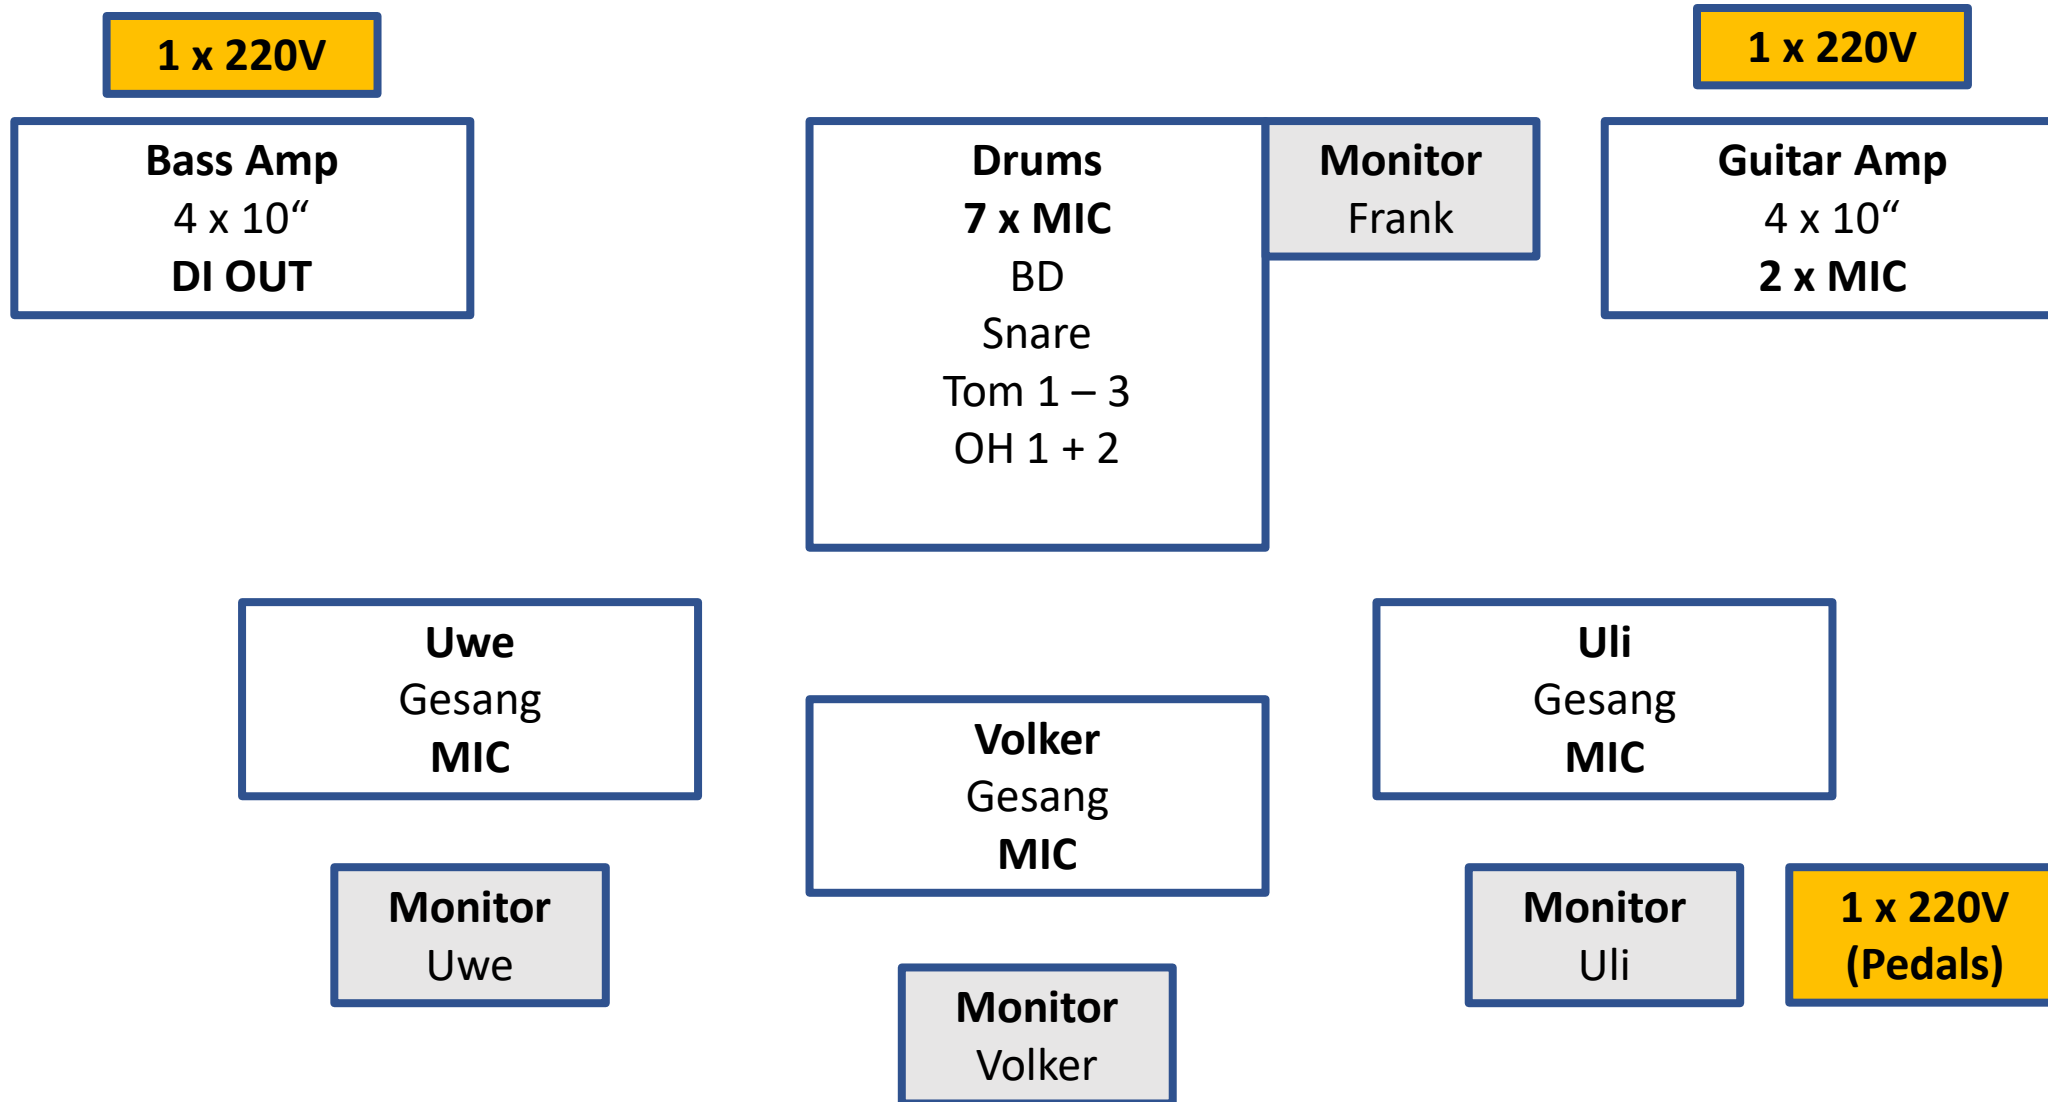 1 x 220V
1 x 220V
Bass Amp
4 x 10“
DI OUT
Drums
7 x MIC
BD
Snare
Tom 1 – 3
OH 1 + 2
Monitor
Frank
Guitar Amp
4 x 10“
2 x MIC
Uwe
Gesang
MIC
Volker
Gesang
MIC
Uli
Gesang
MIC
Monitor
Uwe
Monitor
Volker
Monitor
Uli
1 x 220V
(Pedals)